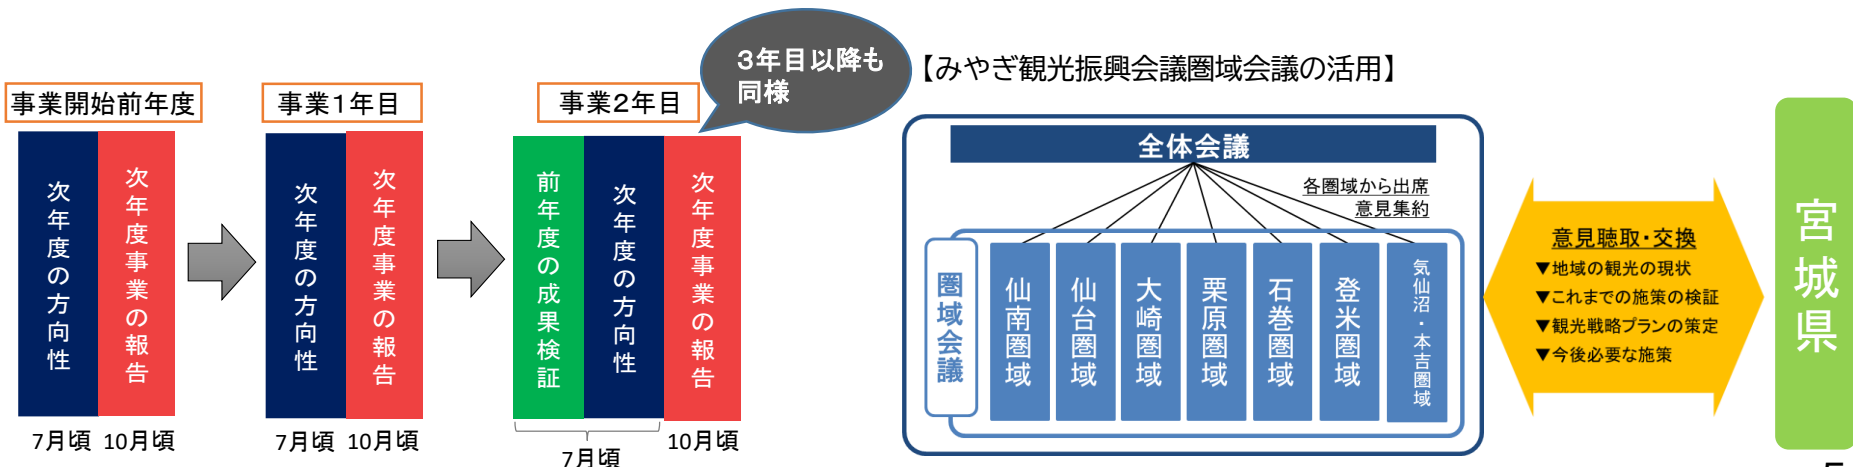 事業開始前年度
次年度の方向性
次年度事業の報告
7月頃
10月頃
事業1年目
次年度の方向性
次年度事業の報告
7月頃
10月頃
事業2年目
前年度の成果検証
次年度の方向性
次年度事業の報告
7月頃
10月頃
3年目以降も
同様
【みやぎ観光振興会議圏域会議の活用】
全体会議
各圏域から出席
意見集約
圏域会議
仙南圏域
仙台圏域
大崎圏域
栗原圏域
石巻圏域
登米圏域
気仙沼・本吉圏域
意見聴取・交換
▼地域の観光の現状
▼これまでの施策の検証
▼観光戦略プランの策定
▼今後必要な施策
宮城県